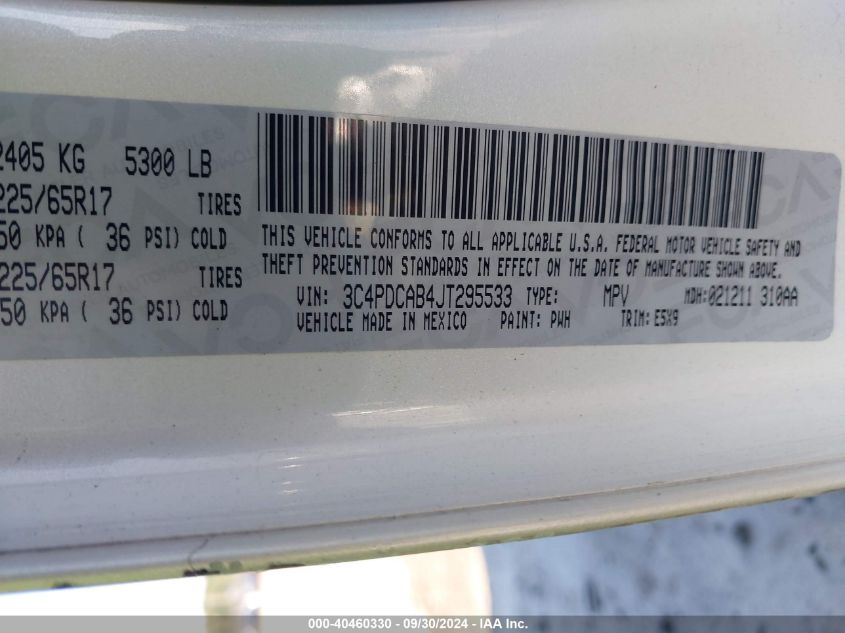 2405 KG 5300 LB
225/65R17 TIRES
50 KPA ( 36 PSI) COLD
225/65R17 TIRES
50 KPA ( 36 PSI) COLD
THIS VEHICLE CONFORMS TO ALL APPLICABLE U.S.A. FEDERAL MOTOR VEHICLE SAFETY AND
THEFT PREVENTION STANDARDS IN EFFECT ON THE DATE OF MANUFACTURE SHOWN ABOVE.
VIN: 3C4PDCAB4JT295533 TYPE: MPV MDH:021211 310AA
VEHICLE MADE IN MEXICO PAINT: PWH TRIM: E5X9
000-40460330 - 09/30/2024 - IAA Inc.